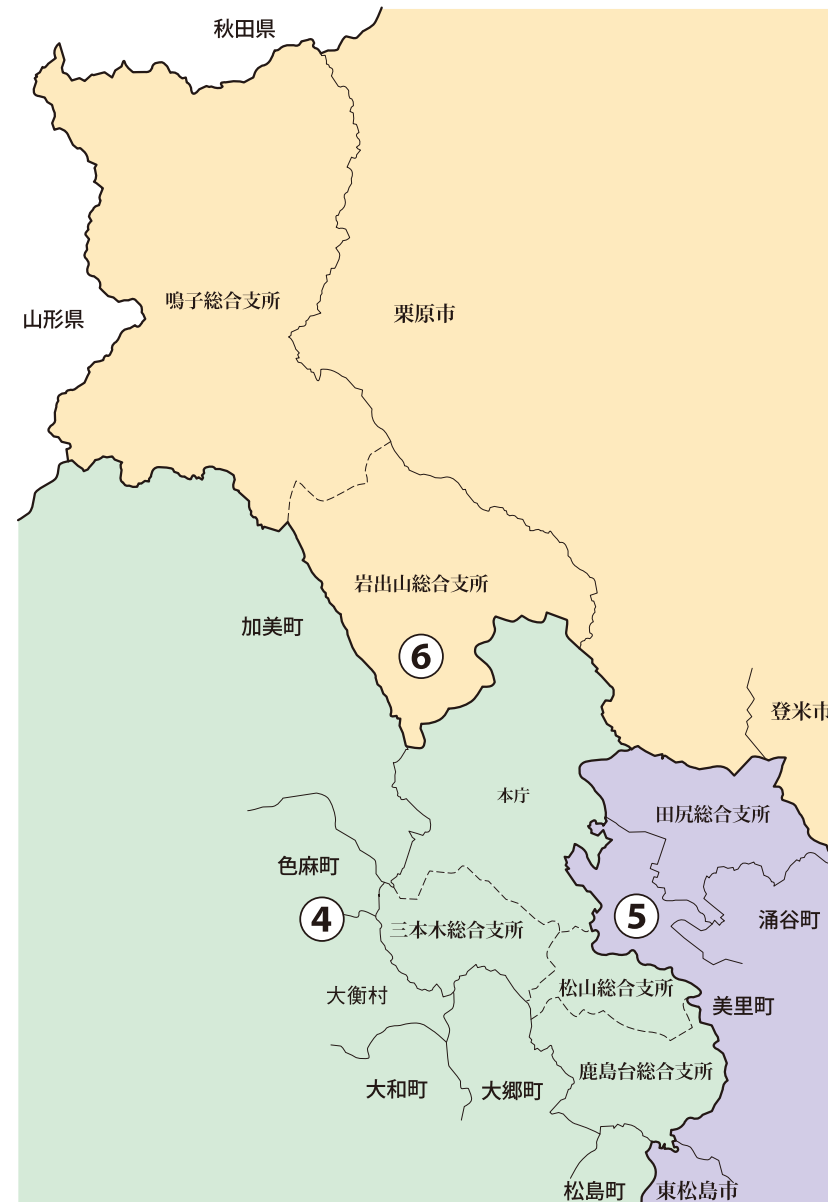 秋田県
鳴子総合支所
山形県
栗原市
岩出山総合支所
加美町
6
登米市
本庁
田尻総合支所
色麻町
4
5
三本木総合支所
涌谷町
松山総合支所
大衡村
美里町
鹿島台総合支所
大和町
大郷町
松島町
東松島市